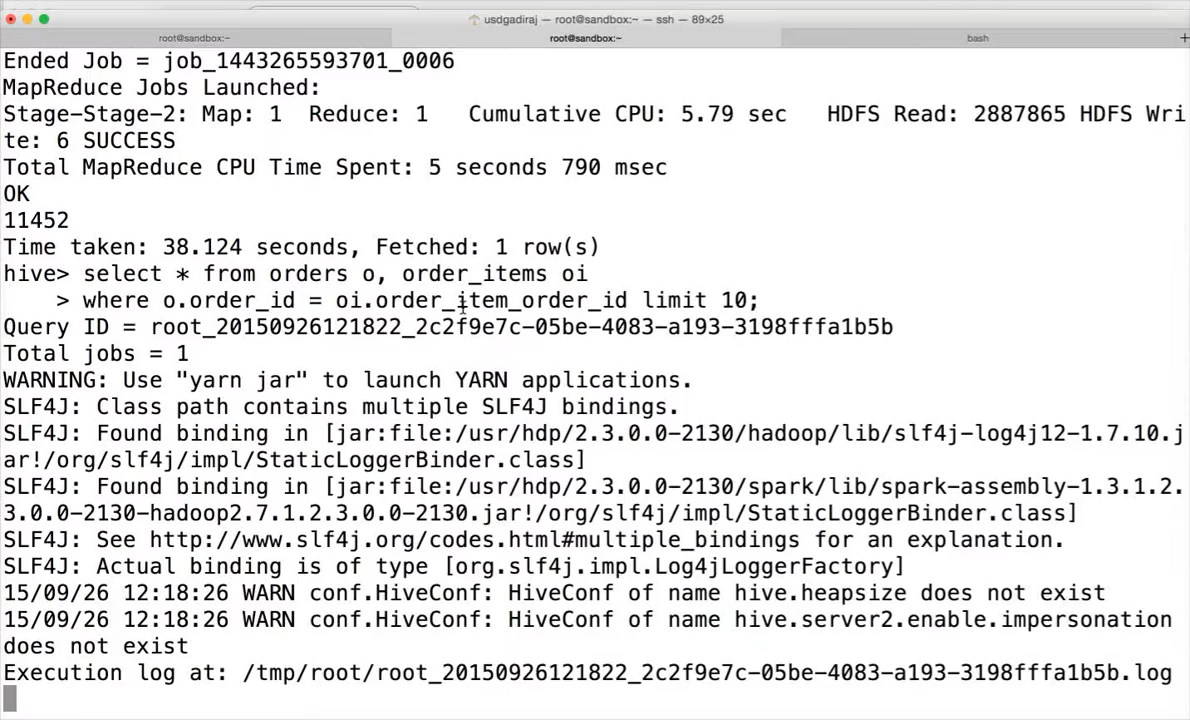 usdgadiraj — root@sandbox:~ — ssh — 89×25
root@sandbox:~ root@sandbox:~ bash +
Ended Job = job_1443265593701_0006
MapReduce Jobs Launched:
Stage-Stage-2: Map: 1  Reduce: 1   Cumulative CPU: 5.79 sec   HDFS Read: 2887865 HDFS Wri
te: 6 SUCCESS
Total MapReduce CPU Time Spent: 5 seconds 790 msec
OK
11452
Time taken: 38.124 seconds, Fetched: 1 row(s)
hive> select * from orders o, order_items oi
    > where o.order_id = oi.order_item_order_id limit 10;
Query ID = root_20150926121822_2c2f9e7c-05be-4083-a193-3198fffa1b5b
Total jobs = 1
WARNING: Use "yarn jar" to launch YARN applications.
SLF4J: Class path contains multiple SLF4J bindings.
SLF4J: Found binding in [jar:file:/usr/hdp/2.3.0.0-2130/hadoop/lib/slf4j-log4j12-1.7.10.j
ar!/org/slf4j/impl/StaticLoggerBinder.class]
SLF4J: Found binding in [jar:file:/usr/hdp/2.3.0.0-2130/spark/lib/spark-assembly-1.3.1.2.
3.0.0-2130-hadoop2.7.1.2.3.0.0-2130.jar!/org/slf4j/impl/StaticLoggerBinder.class]
SLF4J: See http://www.slf4j.org/codes.html#multiple_bindings for an explanation.
SLF4J: Actual binding is of type [org.slf4j.impl.Log4jLoggerFactory]
15/09/26 12:18:26 WARN conf.HiveConf: HiveConf of name hive.heapsize does not exist
15/09/26 12:18:26 WARN conf.HiveConf: HiveConf of name hive.server2.enable.impersonation
does not exist
Execution log at: /tmp/root/root_20150926121822_2c2f9e7c-05be-4083-a193-3198fffa1b5b.log